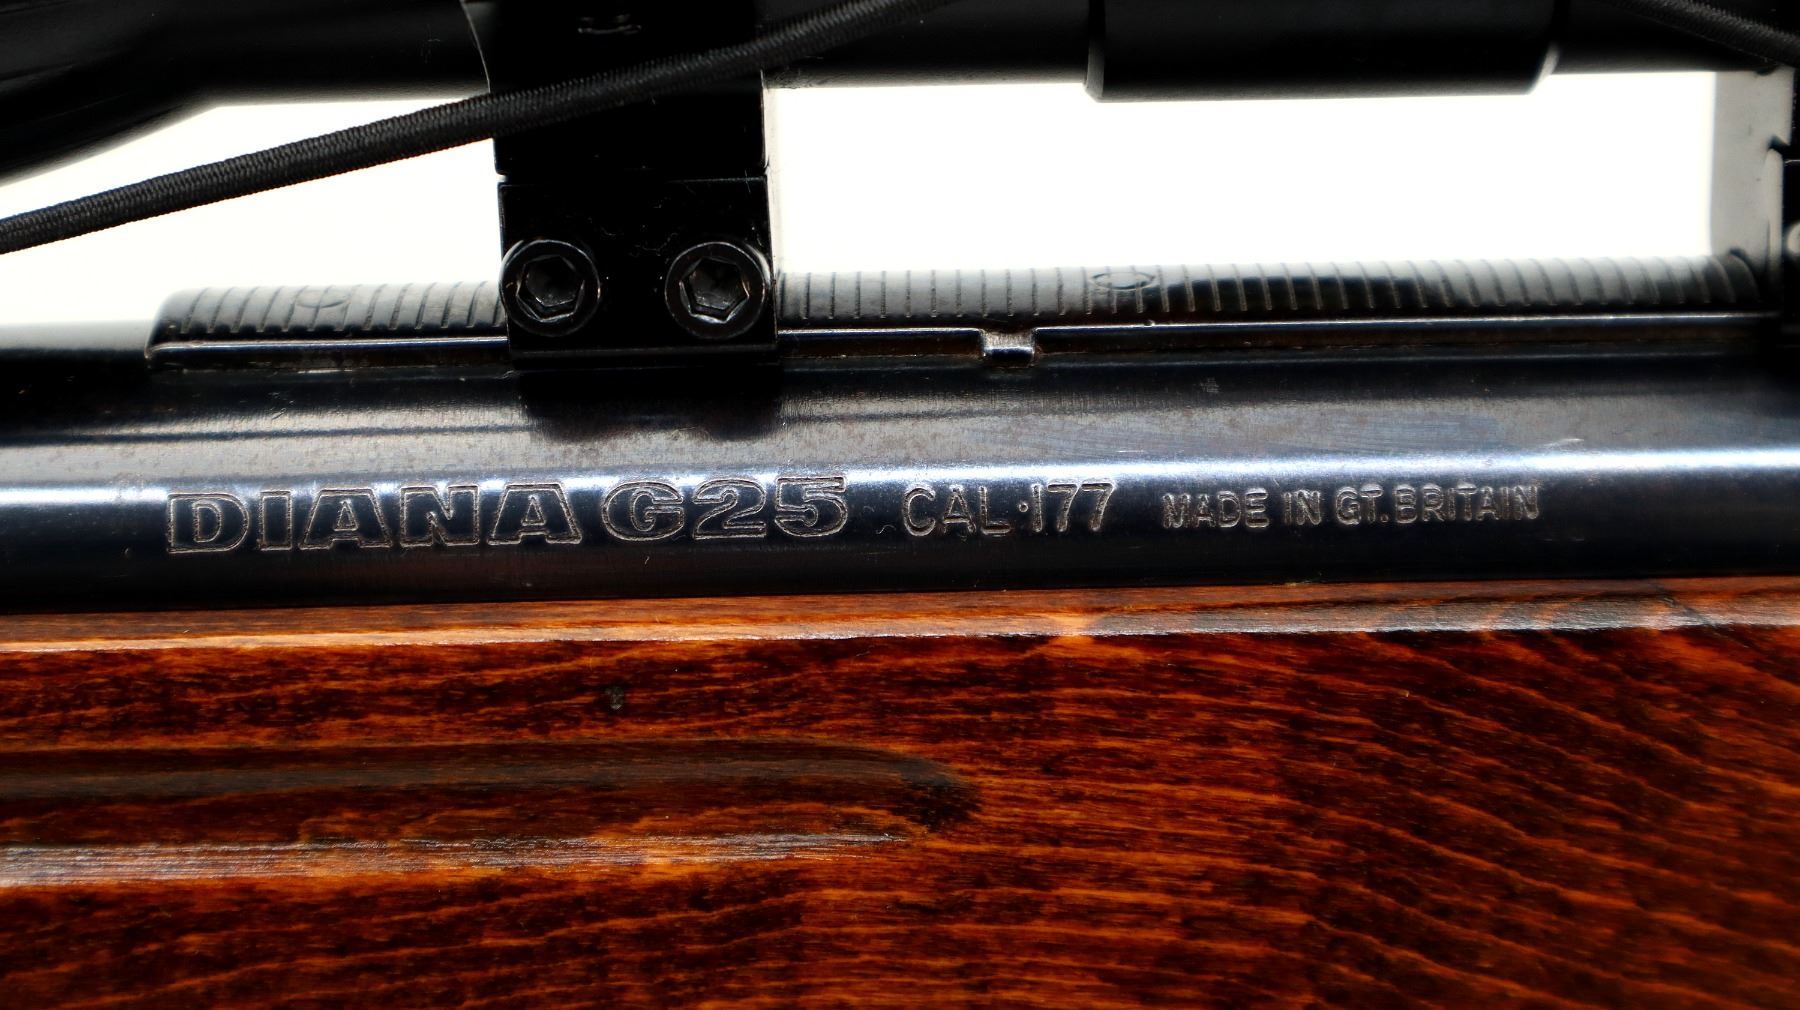 DIANA G25 CAL .177 MADE IN GT. BRITAIN